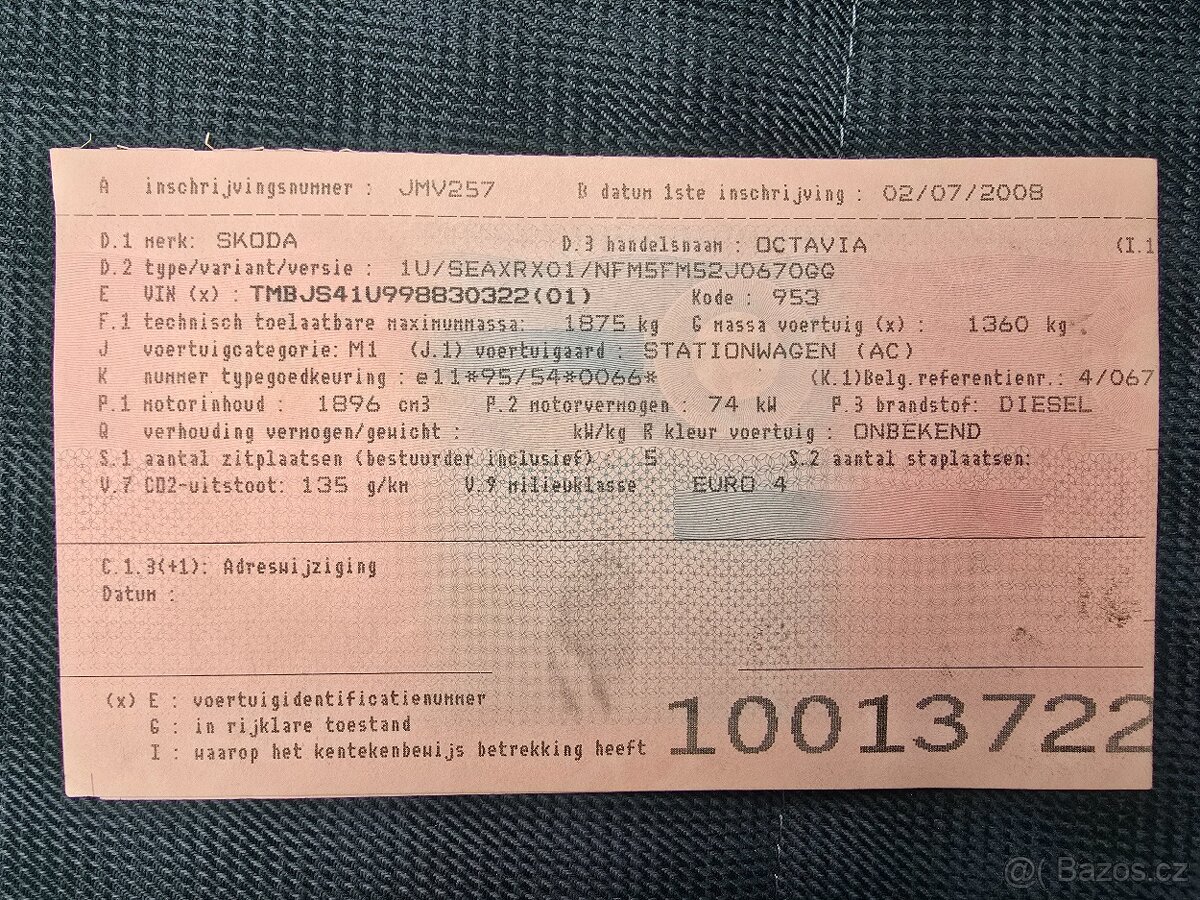 A inschrijvingsnummer : JMV257 B datum 1ste inschrijving : 02/07/2008
D.1 merk: SKODA D.3 handelsnaam : OCTAVIA (I.1
D.2 type/variant/versie : 1U/SEAXRX01/NFM5FM52J0670GG
E VIN (x) : TMBJS41U998830322(01) Kode : 953
F.1 technisch toelaatbare maximummassa: 1875 kg G massa voertuig (x) : 1360 kg
J voertuigcategorie: M1 (J.1) voertuigaard : STATIONWAGEN (AC)
K nummer typegoedkeuring : e11*95/54*0066* (K.1)Belg.referentienr.: 4/067
P.1 motorinhoud : 1896 cm3 P.2 motorvermogen : 74 kW P.3 brandstof: DIESEL
Q verhouding vermogen/gewicht : kW/kg R kleur voertuig : ONBEKEND
S.1 aantal zitplaatsen (bestuurder inclusief) : 5 S.2 aantal staplaatsen:
V.7 CO2-uitstoot: 135 g/km V.9 milieuklasse : EURO 4
C.1.3(+1): Adreswijziging
Datum :
(x) E : voertuigidentificatienummer
G : in rijklare toestand
I : waarop het kentekenbewijs betrekking heeft
10013722
@( Bazos.cz